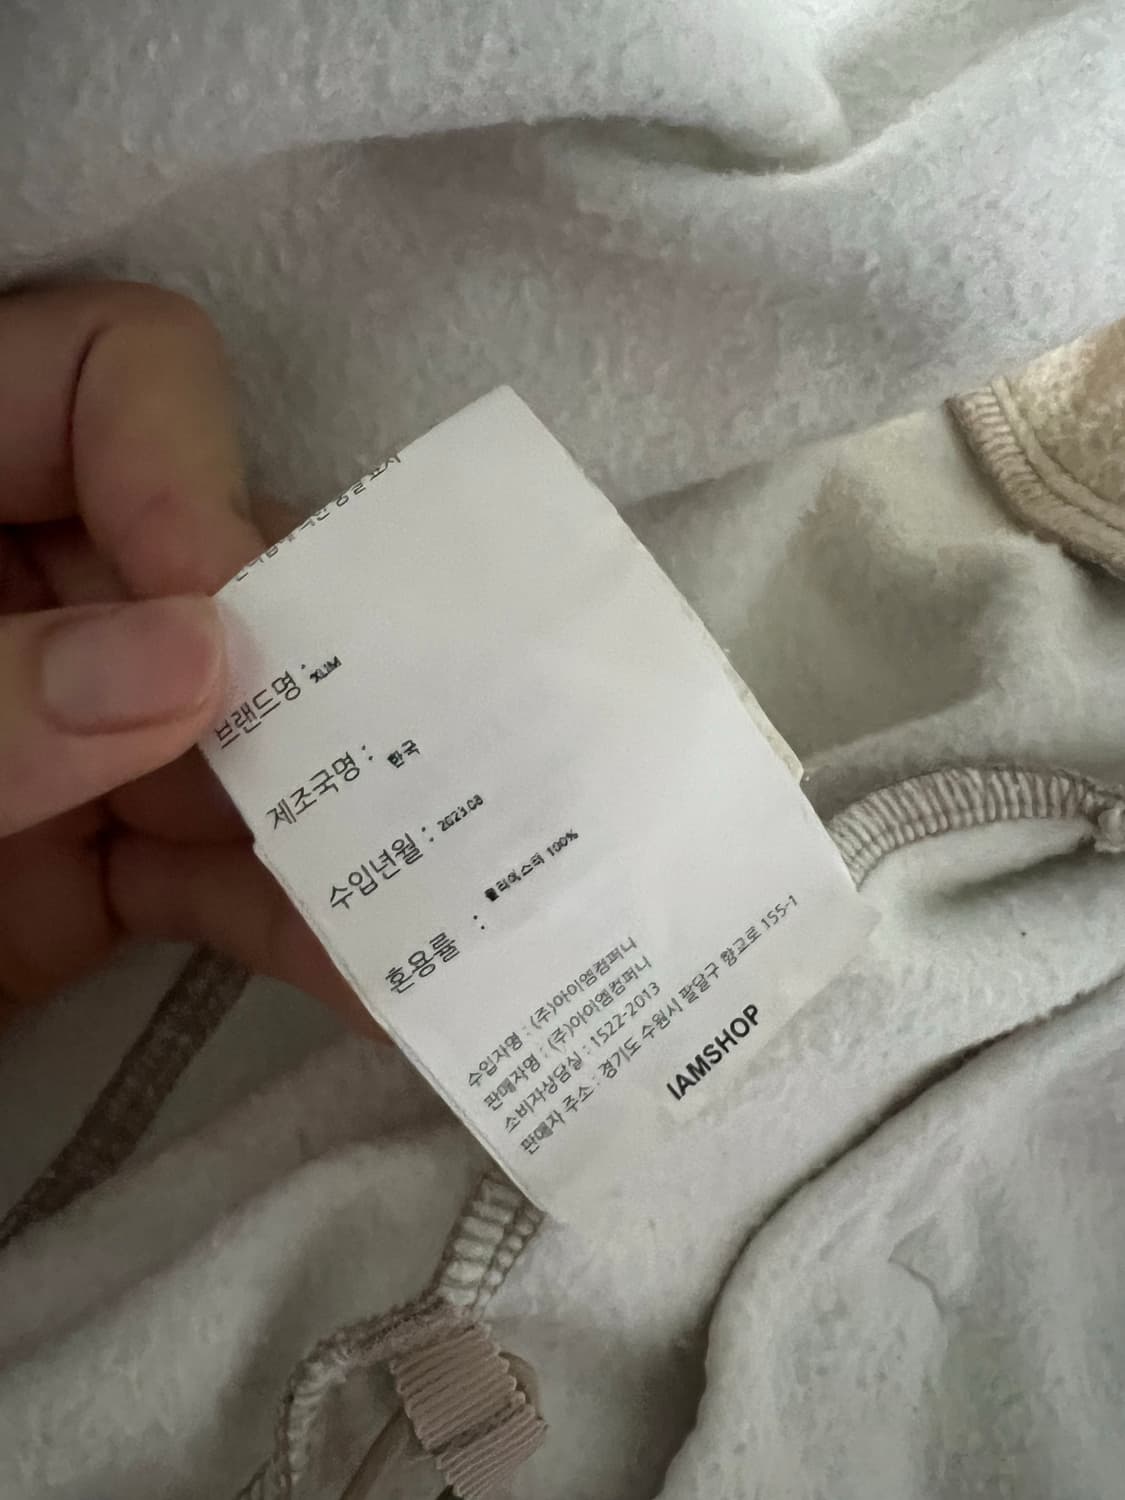 브랜드명 : XLIM
제조국명 : 한국
수입년월 : 2023.08
혼용률 : 폴리에스터 100%
수입자명 : (주)아이엠컴퍼니
판매자명 : (주)아이엠컴퍼니
소비자상담실 : 1522-2013
판매자 주소 : 경기도 수원시 팔달구 향교로 155-1
IAMSHOP